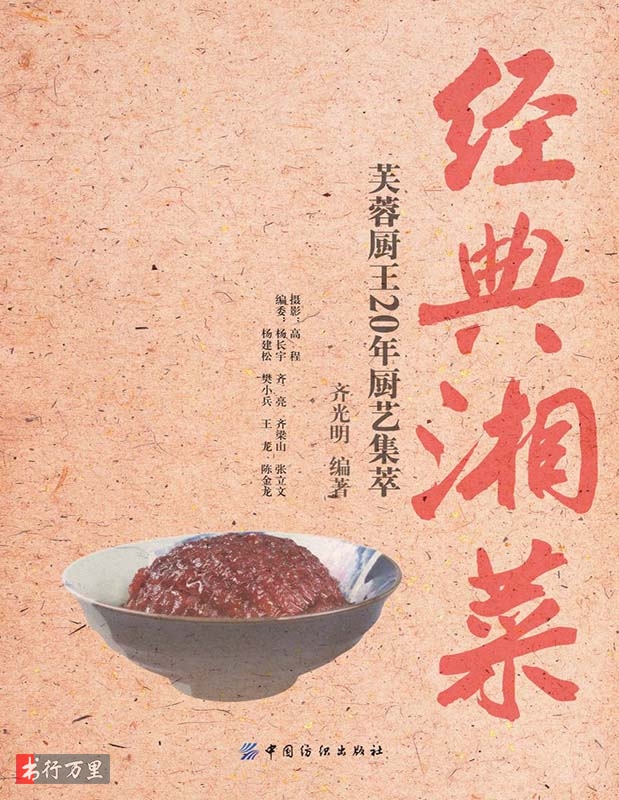 经典湘菜
芙蓉厨王20年厨艺集萃
齐光明 编著
摄影：高 程
编委：杨长宇 齐 亮 齐梁山 张立文
杨建松 樊小兵 王 龙 陈金龙
中国纺织出版社
书行万里